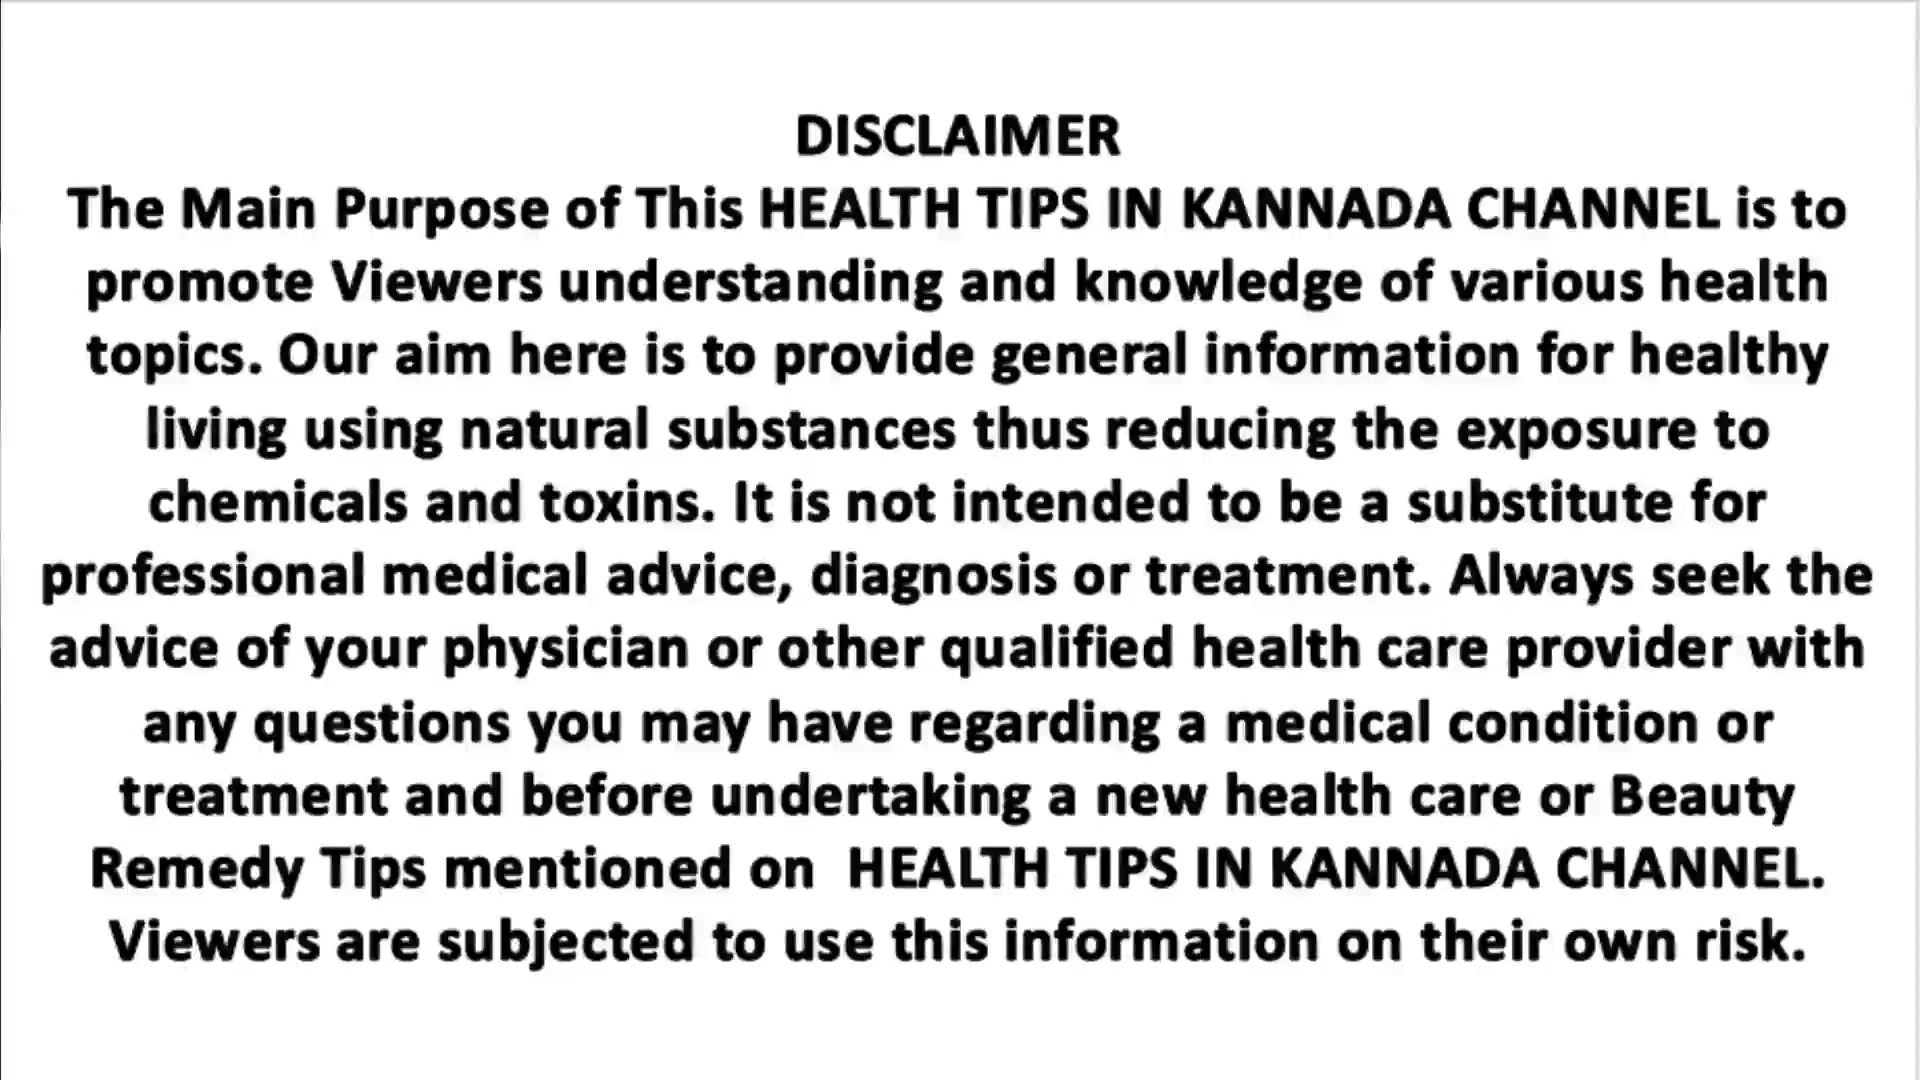 DISCLAIMER
The Main Purpose of This HEALTH TIPS IN KANNADA CHANNEL is to
promote Viewers understanding and knowledge of various health
topics. Our aim here is to provide general information for healthy
living using natural substances thus reducing the exposure to
chemicals and toxins. It is not intended to be a substitute for
professional medical advice, diagnosis or treatment. Always seek the
advice of your physician or other qualified health care provider with
any questions you may have regarding a medical condition or
treatment and before undertaking a new health care or Beauty
Remedy Tips mentioned on  HEALTH TIPS IN KANNADA CHANNEL.
Viewers are subjected to use this information on their own risk.